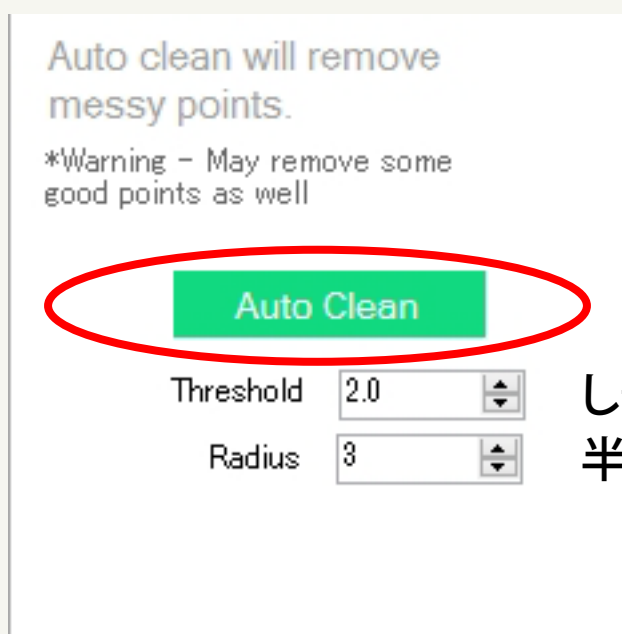 Auto clean will remove
messy points.
*Warning - May remove some
good points as well
Auto Clean
Threshold 2.0
Radius 3